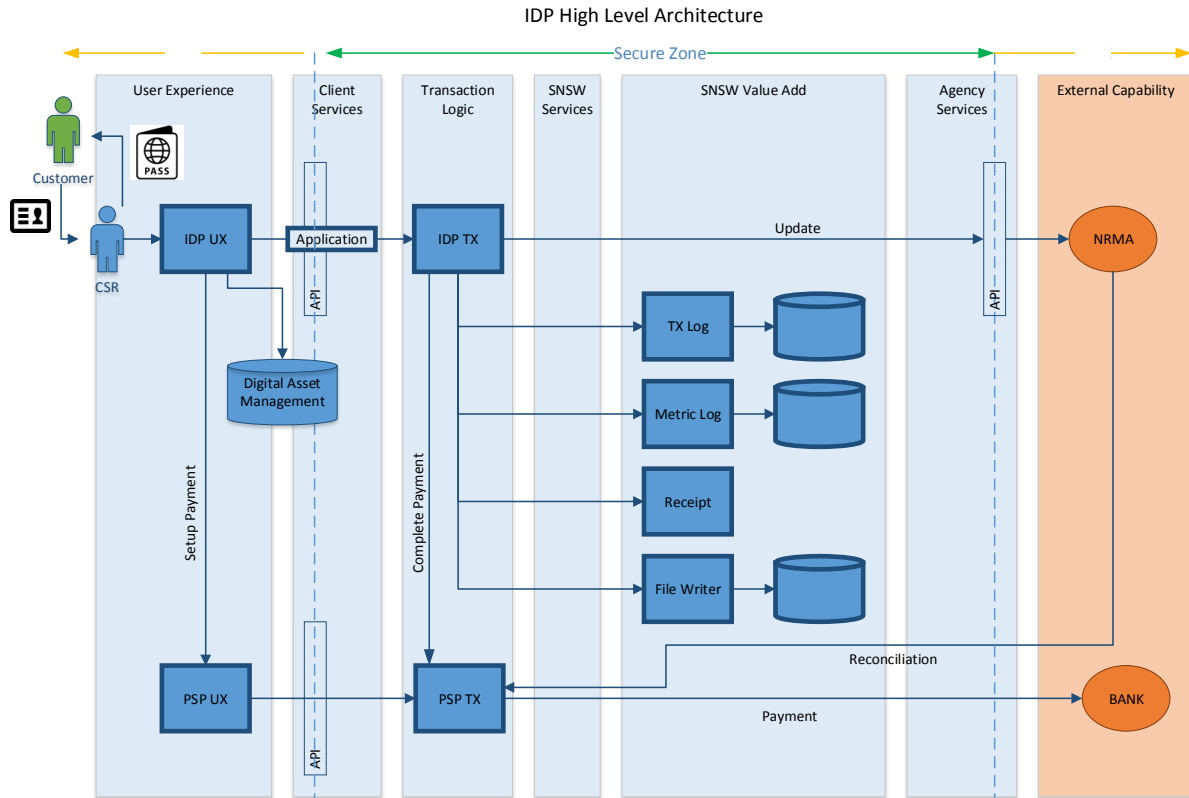 IDP High Level Architecture
Secure Zone
User Experience
Client
Services
Transaction
Logic
SNSW
Services
SNSW Value Add
Agency
Services
External Capability
PASS
Customer
CSR
IDP UX
Application
IDP TX
Update
NRMA
API
API
TX Log
Digital Asset
Management
Metric Log
Setup Payment
Complete Payment
Receipt
File Writer
Reconciliation
PSP UX
PSP TX
Payment
BANK
API